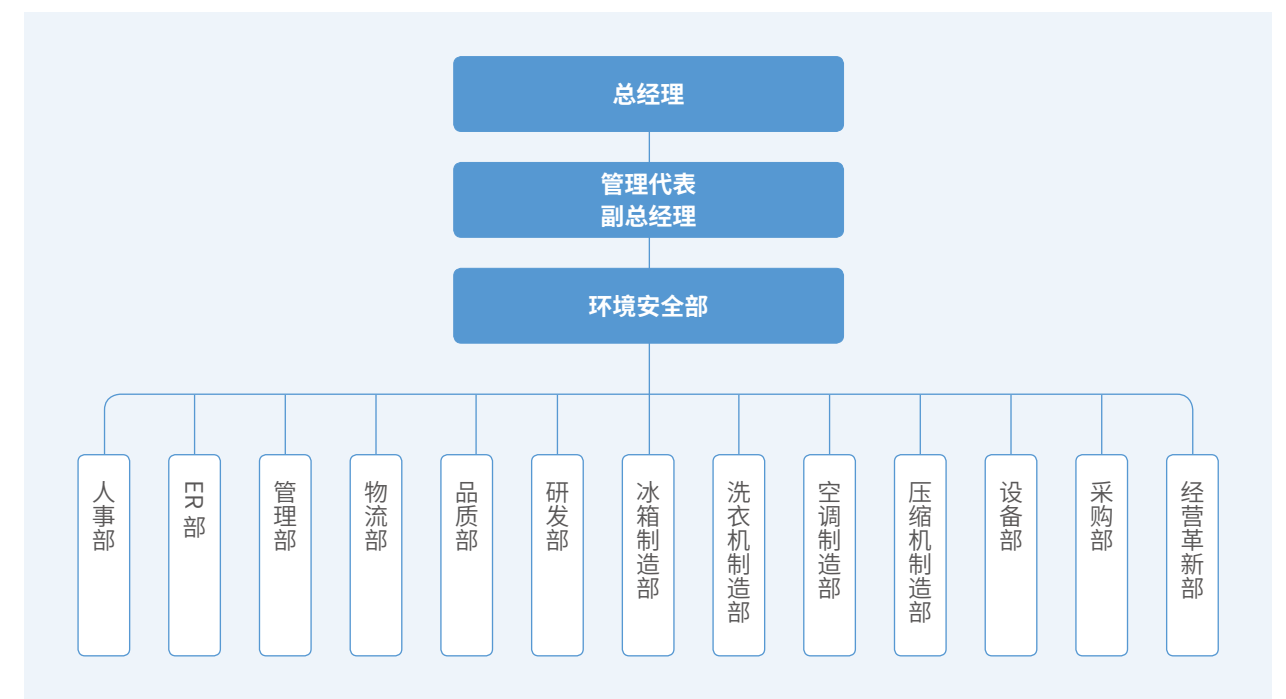 总经理
管理代表
副总经理
环境安全部
人事部
ER 部
管理部
物流部
品质部
研发部
冰箱制造部
洗衣机制造部
空调制造部
压缩机制造部
设备部
采购部
经营革新部